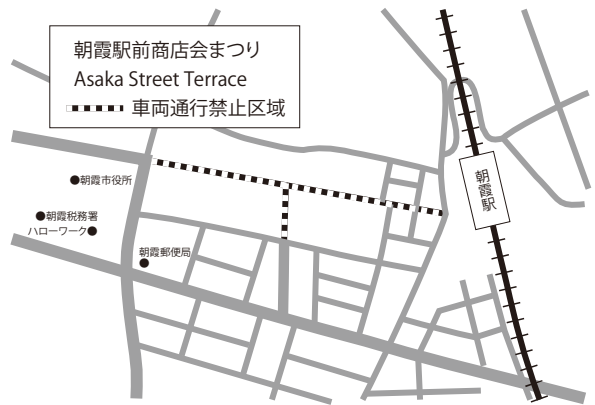 朝霞駅前商店会まつり
Asaka Street Terrace
車両通行禁止区域
朝霞駅
朝霞市役所
朝霞税務署
ハローワーク
朝霞郵便局